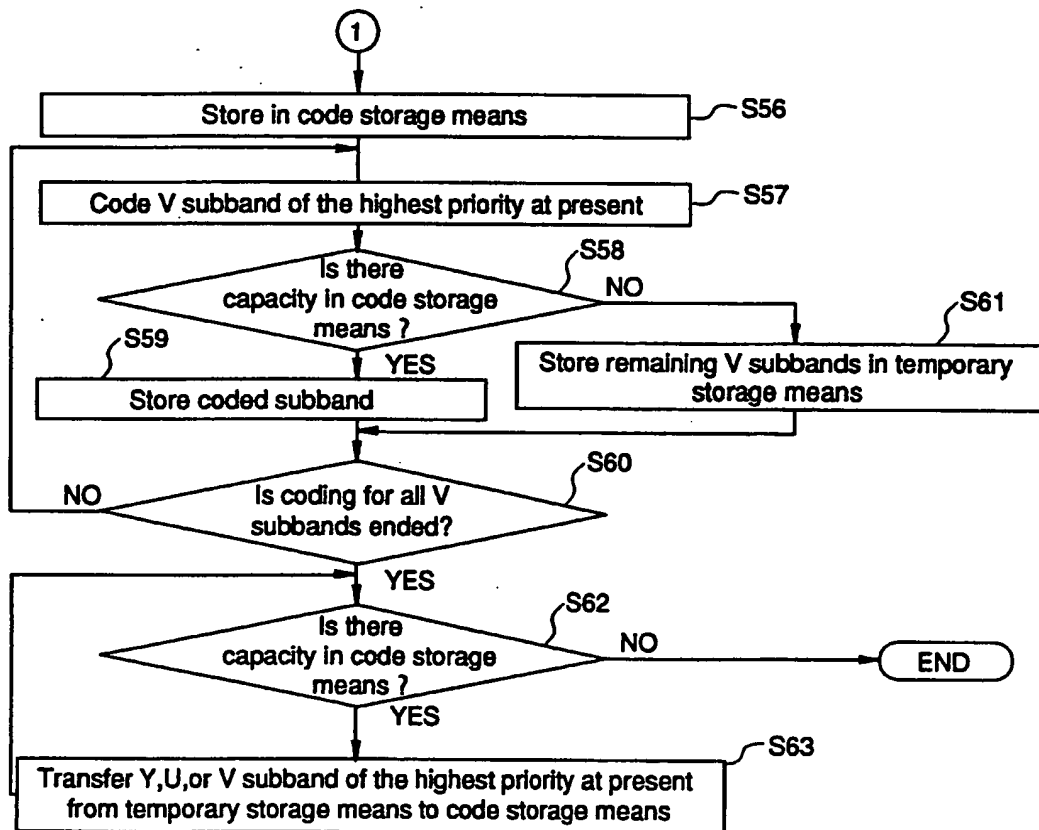 1
Store in code storage means
S56
Code V subband of the highest priority at present
S57
Is there
capacity in code storage
means ?
S58
NO
YES
S59
Store coded subband
S61
Store remaining V subbands in temporary
storage means
S60
Is coding for all V
subbands ended?
NO
YES
S62
Is there
capacity in code storage
means ?
NO
END
YES
S63
Transfer Y,U,or V subband of the highest priority at present
from temporary storage means to code storage means